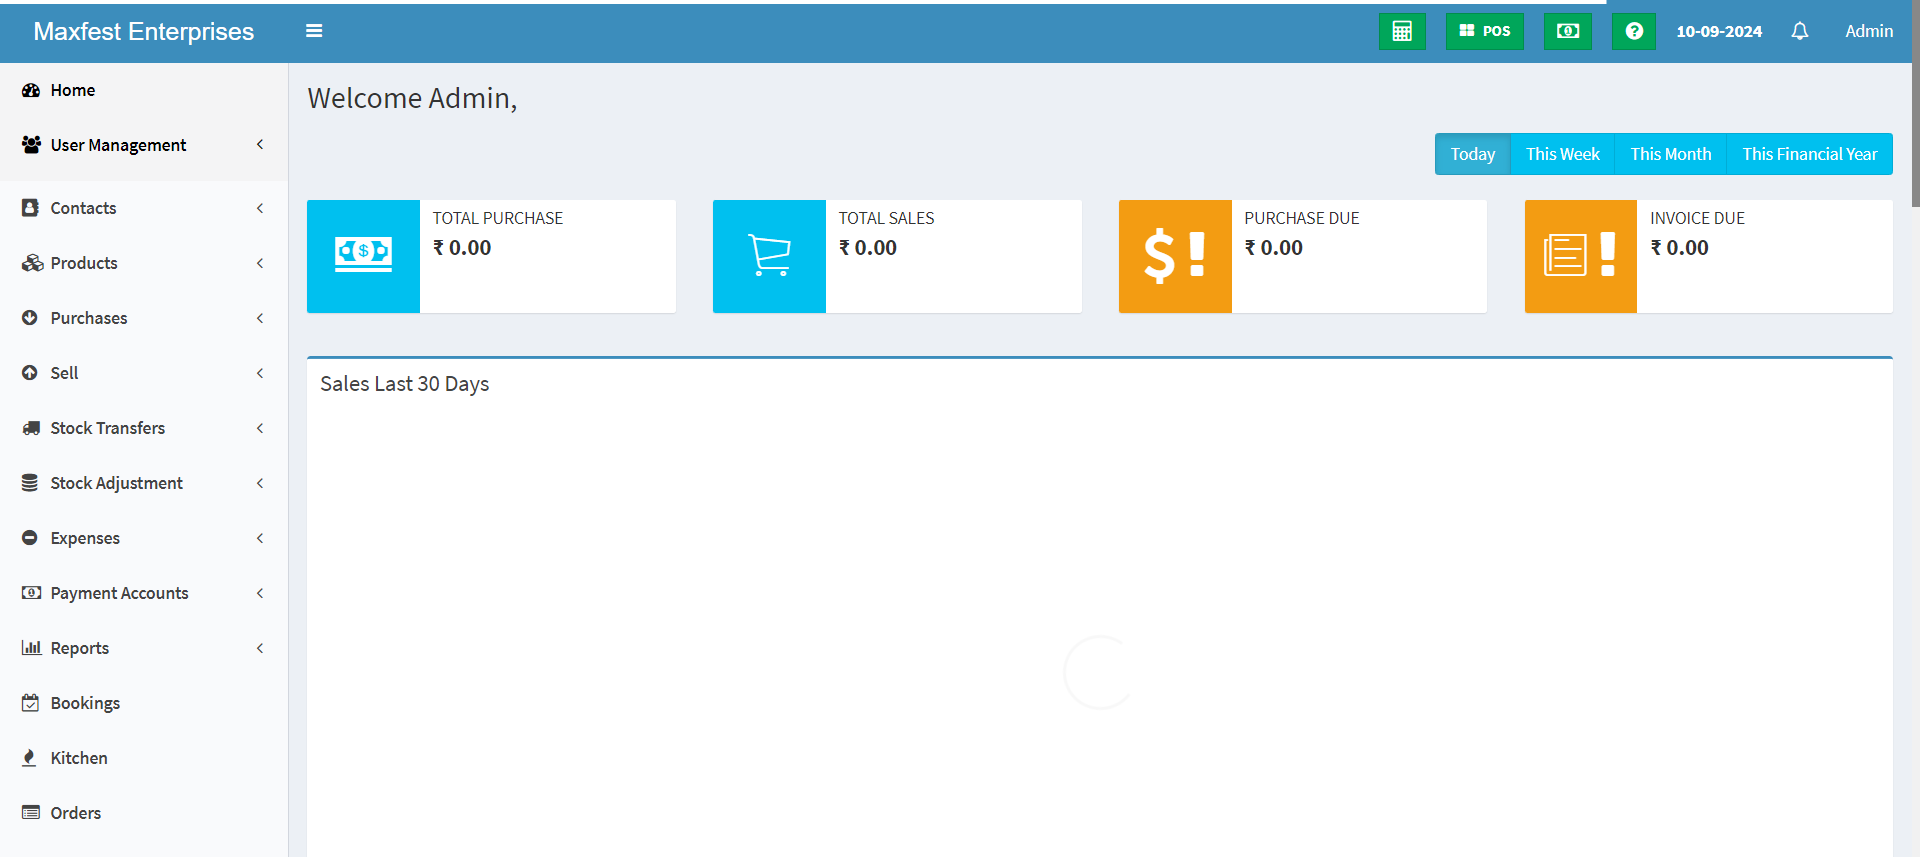 Maxfest Enterprises
POS
10-09-2024
Admin
Home
User Management
Contacts
Products
Purchases
Sell
Stock Transfers
Stock Adjustment
Expenses
Payment Accounts
Reports
Bookings
Kitchen
Orders
Welcome Admin,
Today This Week This Month This Financial Year
TOTAL PURCHASE
₹ 0.00
TOTAL SALES
₹ 0.00
PURCHASE DUE
₹ 0.00
INVOICE DUE
₹ 0.00
Sales Last 30 Days